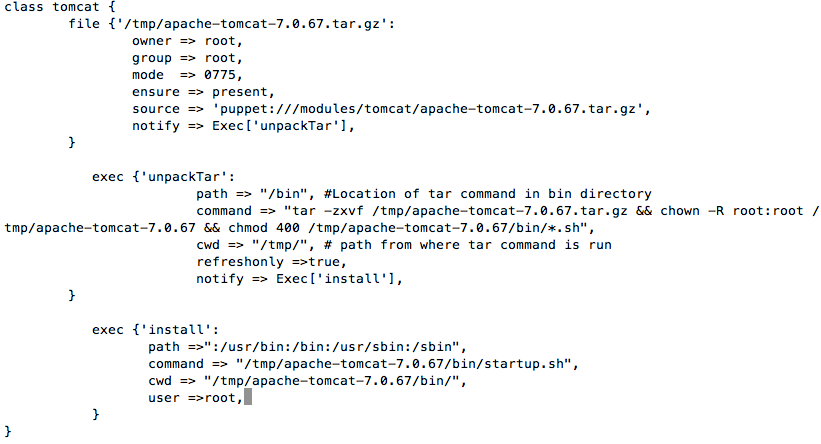 class tomcat {
        file {'/tmp/apache-tomcat-7.0.67.tar.gz':
                owner => root,
                group => root,
                mode  => 0775,
                ensure => present,
                source => 'puppet:///modules/tomcat/apache-tomcat-7.0.67.tar.gz',
                notify => Exec['unpackTar'],
        }

           exec {'unpackTar':
                        path => "/bin", #Location of tar command in bin directory
                        command => "tar -zxvf /tmp/apache-tomcat-7.0.67.tar.gz && chown -R root:root /
tmp/apache-tomcat-7.0.67 && chmod 400 /tmp/apache-tomcat-7.0.67/bin/*.sh",
                        cwd => "/tmp/", # path from where tar command is run
                        refreshonly =>true,
                        notify => Exec['install'],
        }

           exec {'install':
                  path =>":/usr/bin:/bin:/usr/sbin:/sbin",
                  command => "/tmp/apache-tomcat-7.0.67/bin/startup.sh",
                  cwd => "/tmp/apache-tomcat-7.0.67/bin/",
                  user =>root,
           }
}